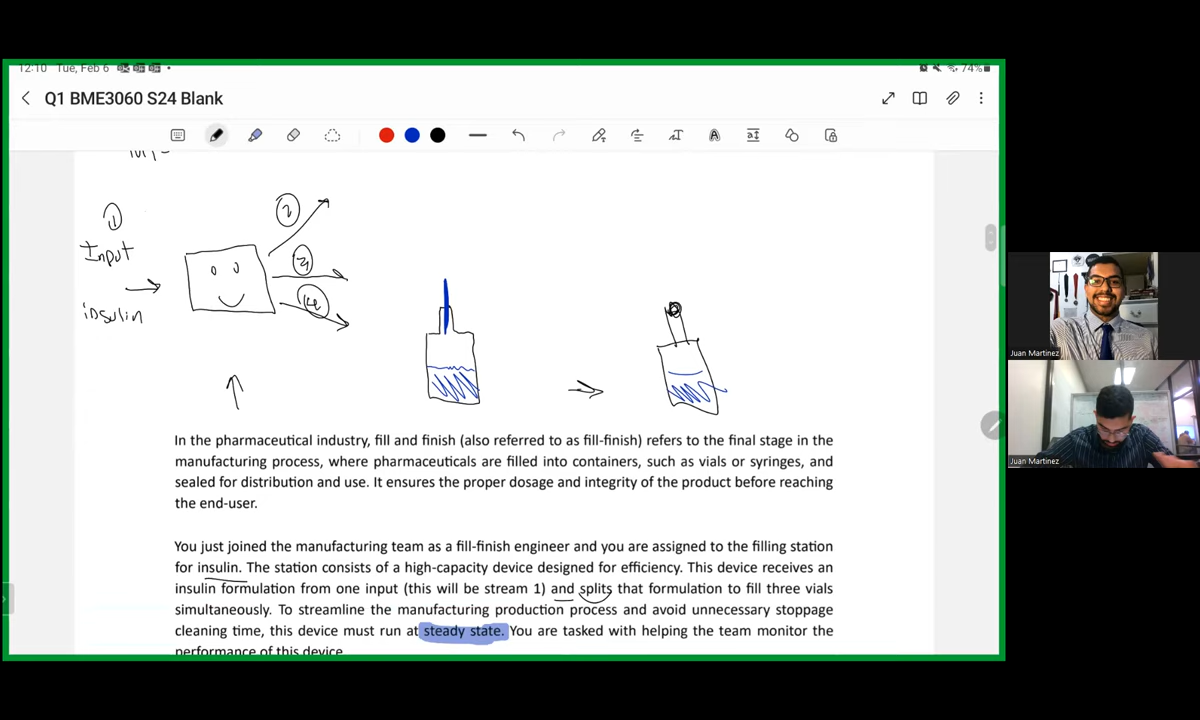 12:10 Tue, Feb 6
74%
Q1 BME3060 S24 Blank
1
Input
insulin
2
3
4
In the pharmaceutical industry, fill and finish (also referred to as fill-finish) refers to the final stage in the
manufacturing process, where pharmaceuticals are filled into containers, such as vials or syringes, and
sealed for distribution and use. It ensures the proper dosage and integrity of the product before reaching
the end-user.
You just joined the manufacturing team as a fill-finish engineer and you are assigned to the filling station
for insulin. The station consists of a high-capacity device designed for efficiency. This device receives an
insulin formulation from one input (this will be stream 1) and splits that formulation to fill three vials
simultaneously. To streamline the manufacturing production process and avoid unnecessary stoppage
cleaning time, this device must run at steady state. You are tasked with helping the team monitor the
performance of this device.
Juan Martinez
Juan Martinez